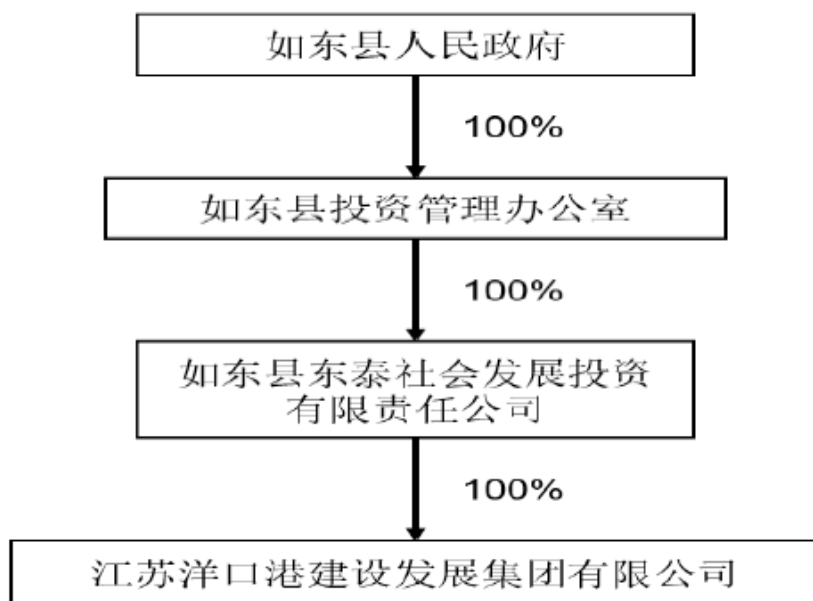 如东县人民政府
100%
如东县投资管理办公室
100%
如东县东泰社会发展投资
有限责任公司
100%
江苏洋口港建设发展集团有限公司